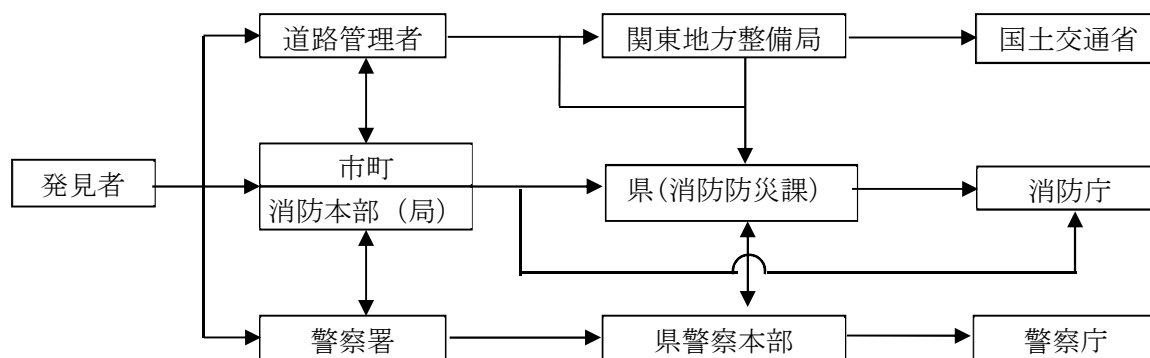 道路管理者
関東地方整備局
国土交通省
発見者
市町
消防本部（局）
県(消防防災課)
消防庁
警察署
県警察本部
警察庁